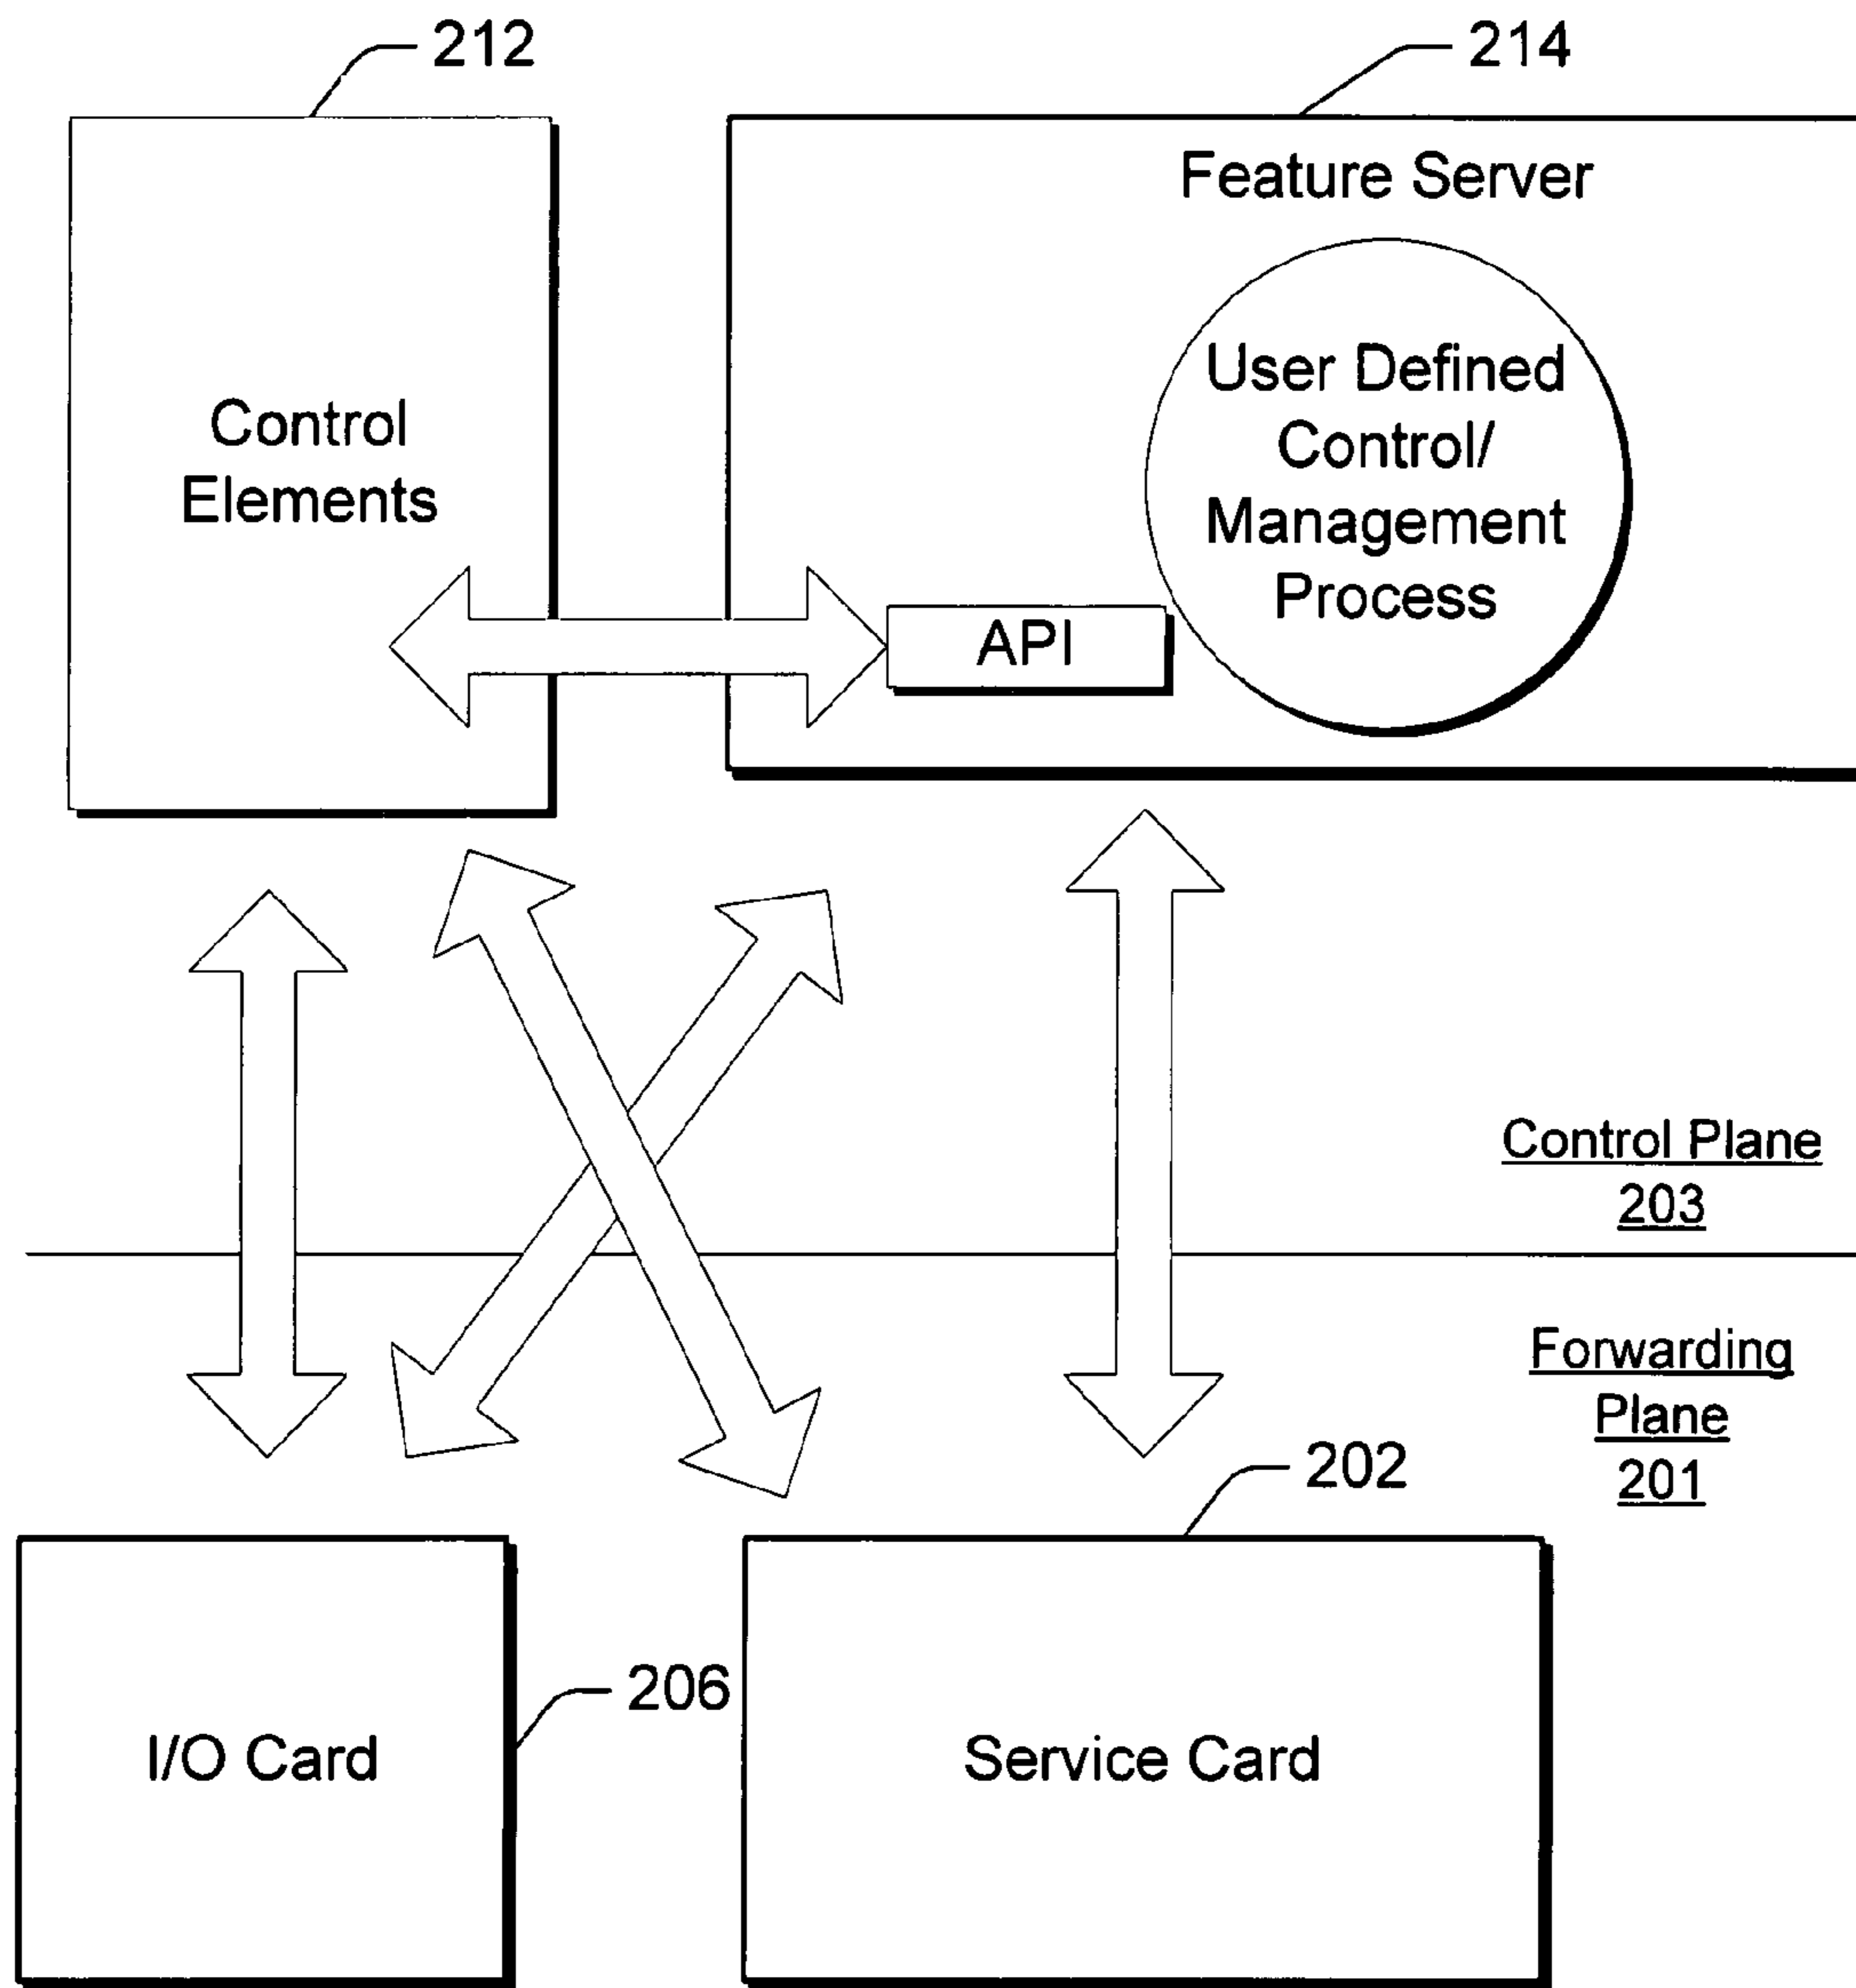 212
214
Feature Server
User Defined
Control/
Management
Process
Control
Elements
API
Control Plane
203
Forwarding
Plane
201
202
206
I/O Card
Service Card